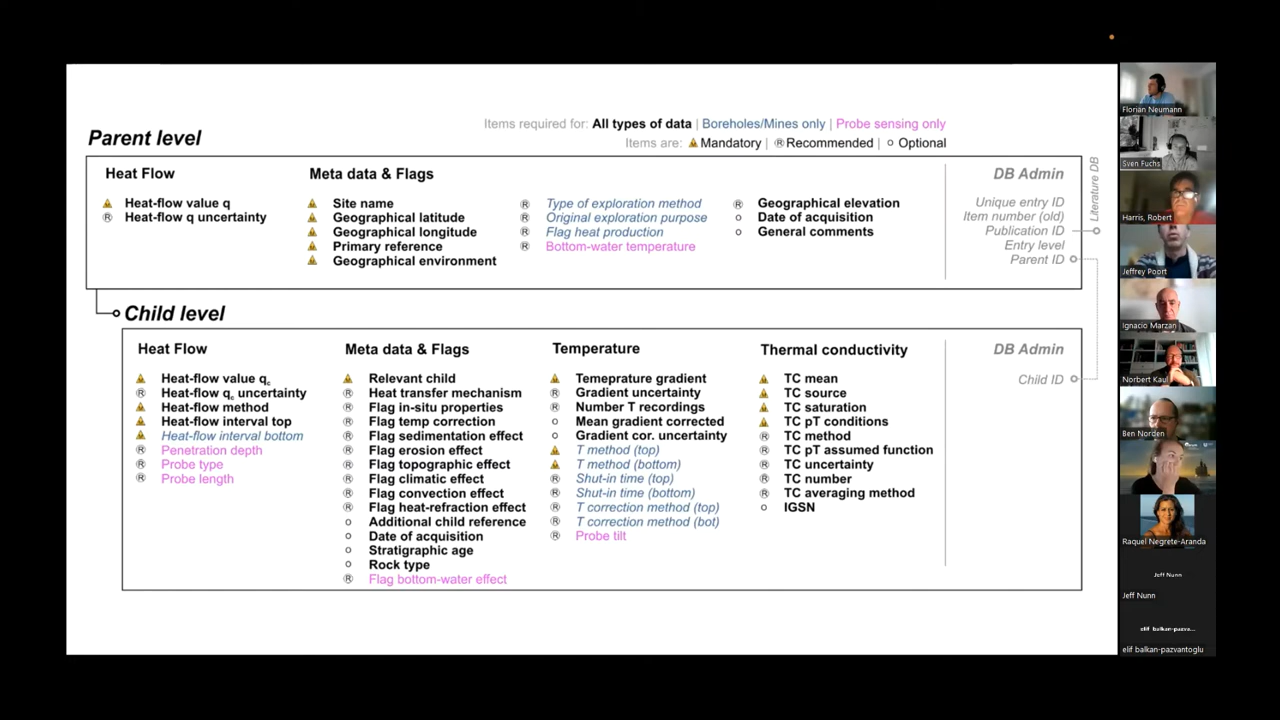 Items required for: All types of data | Boreholes/Mines only | Probe sensing only
Items are: Mandatory | Ⓡ Recommended | o Optional
Parent level
Heat Flow
Heat-flow value q
Ⓡ Heat-flow q uncertainty
Meta data & Flags
Site name
Geographical latitude
Geographical longitude
Primary reference
Geographical environment
Ⓡ Type of exploration method
Ⓡ Original exploration purpose
Ⓡ Flag heat production
Ⓡ Bottom-water temperature
Ⓡ Geographical elevation
o Date of acquisition
o General comments
DB Admin
Unique entry ID
Item number (old)
Publication ID
Entry level
Parent ID
Literature DB
Child level
Heat Flow
Heat-flow value qc
Ⓡ Heat-flow qc uncertainty
Heat-flow method
Heat-flow interval top
Heat-flow interval bottom
Ⓡ Penetration depth
Ⓡ Probe type
Ⓡ Probe length
Meta data & Flags
Relevant child
Ⓡ Heat transfer mechanism
Ⓡ Flag in-situ properties
Ⓡ Flag temp correction
Ⓡ Flag sedimentation effect
Ⓡ Flag erosion effect
Ⓡ Flag topographic effect
Ⓡ Flag climatic effect
Ⓡ Flag convection effect
Ⓡ Flag heat-refraction effect
o Additional child reference
o Date of acquisition
o Stratigraphic age
o Rock type
Ⓡ Flag bottom-water effect
Temperature
Temeprature gradient
Ⓡ Gradient uncertainty
Ⓡ Number T recordings
o Mean gradient corrected
o Gradient cor. uncertainty
T method (top)
T method (bottom)
Ⓡ Shut-in time (top)
Ⓡ Shut-in time (bottom)
Ⓡ T correction method (top)
Ⓡ T correction method (bot)
Ⓡ Probe tilt
Thermal conductivity
TC mean
TC source
TC saturation
TC pT conditions
Ⓡ TC method
Ⓡ TC pT assumed function
Ⓡ TC uncertainty
Ⓡ TC number
Ⓡ TC averaging method
o IGSN
DB Admin
Child ID
Florian Neumann
Sven Fuchs
Harris, Robert
Jeffrey Poort
Ignacio Marzan
Norbert Kaul
Ben Norden
Raquel Negrete-Aranda
Jeff Nunn
Jeff Nunn
elif balkan-pazva...
elif balkan-pazvantoglu